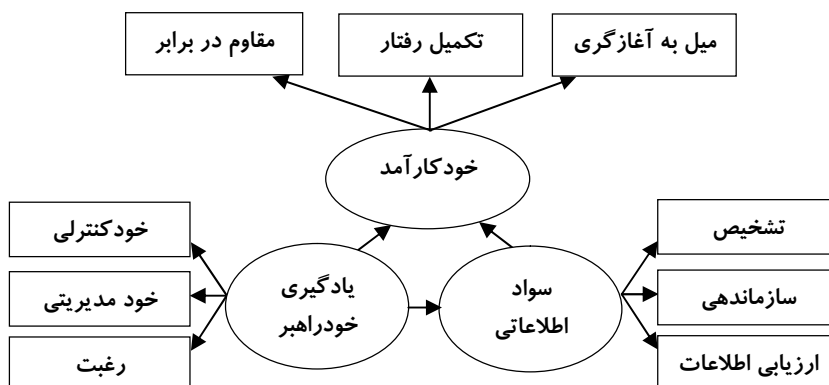 میل به آغازگری
تکمیل رفتار
مقاوم در برابر
خودکارآمد
تشخیص
سازماندهی
ارزیابی اطلاعات
سواد
اطلاعاتی
یادگیری
خودراهبر
خودکنترلی
خود مدیریتی
رغبت